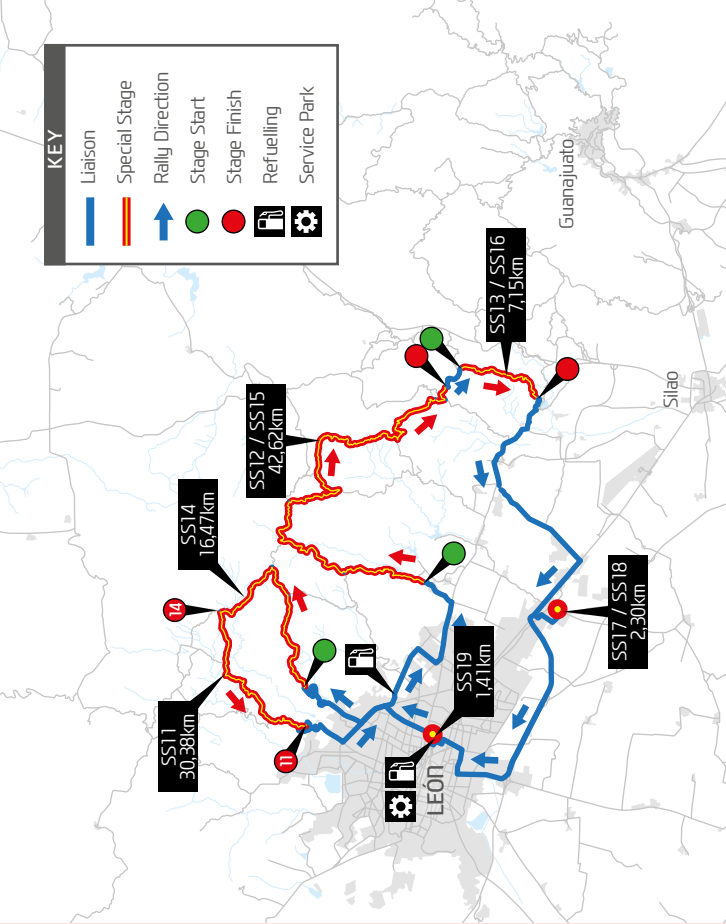 KEY
Liaison
Special Stage
Rally Direction
Stage Start
Stage Finish
Refuelling
Service Park
Guanajuato
SS13 / SS16
7,15km
Silao
SS12 / SS15
42,62km
SS14
16,47km
14
SS17 / SS18
2,30km
SS19
1,41km
SS11
30,38km
11
LEÓN